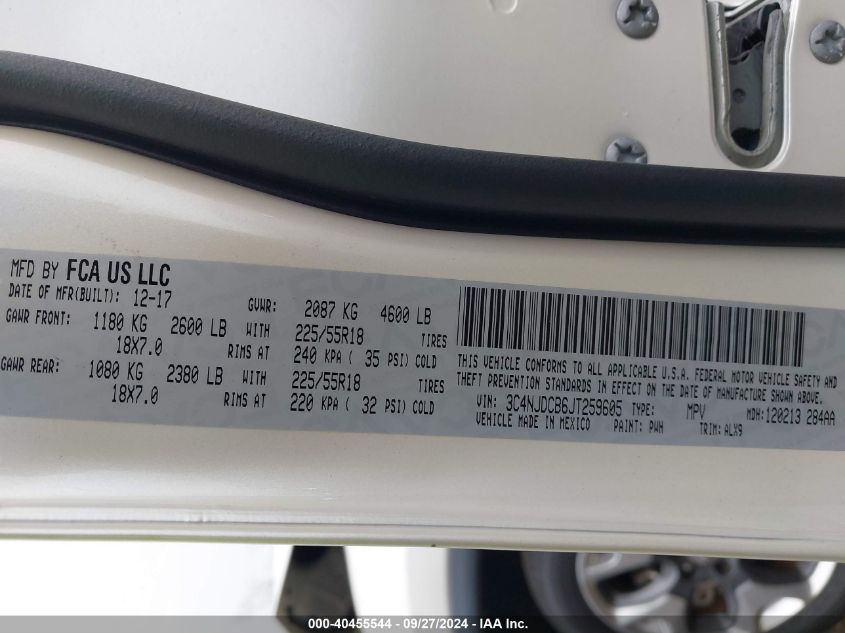 MFD BY FCA US LLC
DATE OF MFR(BUILT): 12-17 GVWR: 2087 KG 4600 LB
GAWR FRONT: 1180 KG 2600 LB WITH 225/55R18 TIRES
18X7.0 RIMS AT 240 KPA ( 35 PSI) COLD
GAWR REAR: 1080 KG 2380 LB WITH 225/55R18 TIRES
18X7.0 RIMS AT 220 KPA ( 32 PSI) COLD
THIS VEHICLE CONFORMS TO ALL APPLICABLE U.S.A. FEDERAL MOTOR VEHICLE SAFETY AND
THEFT PREVENTION STANDARDS IN EFFECT ON THE DATE OF MANUFACTURE SHOWN ABOVE.
VIN: 3C4NJDCB6JT259605 TYPE: MPV MDH:120213 284AA
VEHICLE MADE IN MEXICO PAINT: PWN TRIM: ALX9
000-40455544 - 09/27/2024 - IAA Inc.